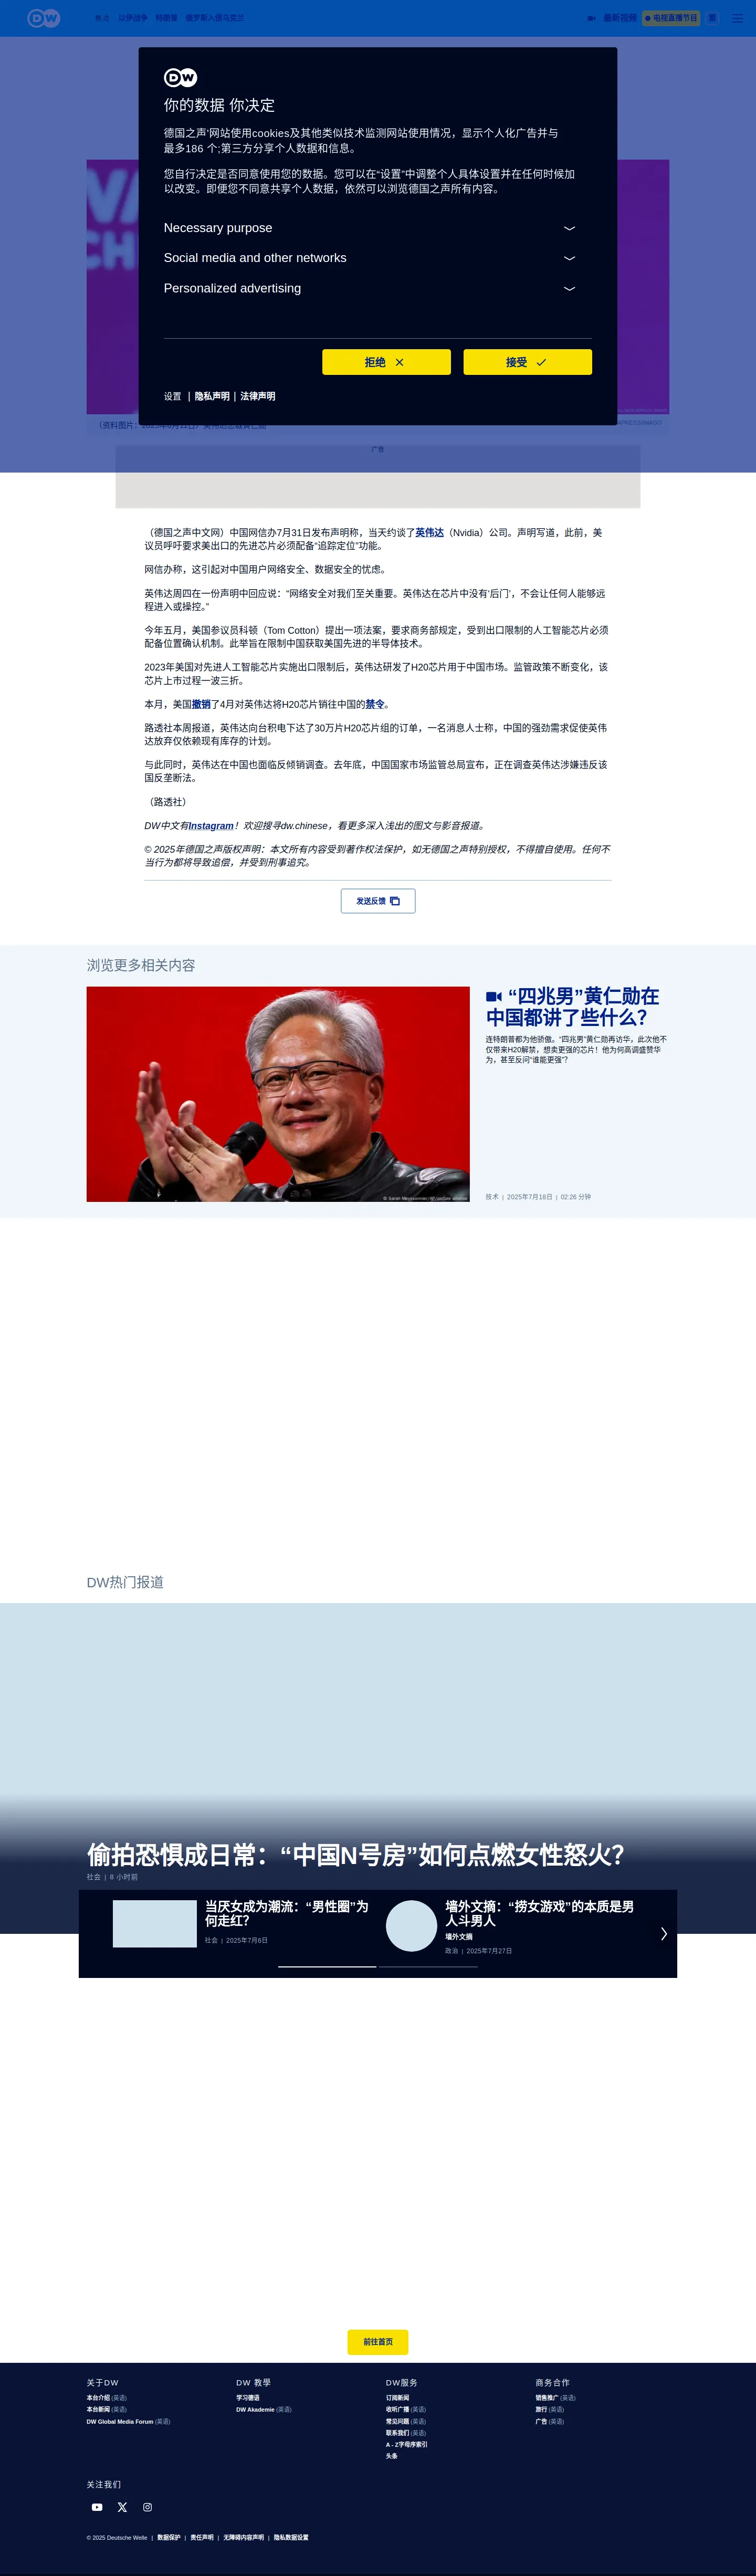 DW
焦点 以伊战争 特朗普 俄罗斯入侵乌克兰
最新视频 电视直播节目 繁
DW
你的数据 你决定
德国之声'网站使用cookies及其他类似技术监测网站使用情况，显示个人化广告并与
最多186 个;第三方分享个人数据和信息。
您自行决定是否同意使用您的数据。您可以在“设置”中调整个人具体设置并在任何时候加
以改变。即便您不同意共享个人数据，依然可以浏览德国之声所有内容。
Necessary purpose
Social media and other networks
Personalized advertising
拒绝
接受
设置 | 隐私声明 | 法律声明
广告
（德国之声中文网）中国网信办7月31日发布声明称，当天约谈了英伟达（Nvidia）公司。声明写道，此前，美
议员呼吁要求美出口的先进芯片必须配备“追踪定位”功能。
网信办称，这引起对中国用户网络安全、数据安全的忧虑。
英伟达周四在一份声明中回应说：“网络安全对我们至关重要。英伟达在芯片中没有‘后门’，不会让任何人能够远
程进入或操控。”
今年五月，美国参议员科顿（Tom Cotton）提出一项法案，要求商务部规定，受到出口限制的人工智能芯片必须
配备位置确认机制。此举旨在限制中国获取美国先进的半导体技术。
2023年美国对先进人工智能芯片实施出口限制后，英伟达研发了H20芯片用于中国市场。监管政策不断变化，该
芯片上市过程一波三折。
本月，美国撤销了4月对英伟达将H20芯片销往中国的禁令。
路透社本周报道，英伟达向台积电下达了30万片H20芯片组的订单，一名消息人士称，中国的强劲需求促使英伟
达放弃仅依赖现有库存的计划。
与此同时，英伟达在中国也面临反倾销调查。去年底，中国国家市场监管总局宣布，正在调查英伟达涉嫌违反该
国反垄断法。
（路透社）
DW中文有Instagram！欢迎搜寻dw.chinese，看更多深入浅出的图文与影音报道。
© 2025年德国之声版权声明：本文所有内容受到著作权法保护，如无德国之声特别授权，不得擅自使用。任何不
当行为都将导致追偿，并受到刑事追究。
发送反馈
浏览更多相关内容
“四兆男”黄仁勋在
中国都讲了些什么？
连特朗普都为他骄傲。“四兆男”黄仁勋再访华，此次他不
仅带来H20解禁，想卖更强的芯片！他为何高调盛赞华
为，甚至反问“谁能更强”？
技术 | 2025年7月18日 | 02:26 分钟
DW热门报道
偷拍恐惧成日常：“中国N号房”如何点燃女性怒火？
社会 | 8 小时前
当厌女成为潮流：“男性圈”为
何走红？
社会 | 2025年7月6日
墙外文摘：“捞女游戏”的本质是男
人斗男人
墙外文摘
政治 | 2025年7月27日
前往首页
关于DW
本台介绍 (英语)
本台新闻 (英语)
DW Global Media Forum (英语)
DW 教學
学习德语
DW Akademie (英语)
DW服务
订阅新闻
收听广播 (英语)
常见问题 (英语)
联系我们 (英语)
A - Z字母序索引
头条
商务合作
销售推广 (英语)
旅行 (英语)
广告 (英语)
关注我们
© 2025 Deutsche Welle | 数据保护 | 责任声明 | 无障碍内容声明 | 隐私数据设置